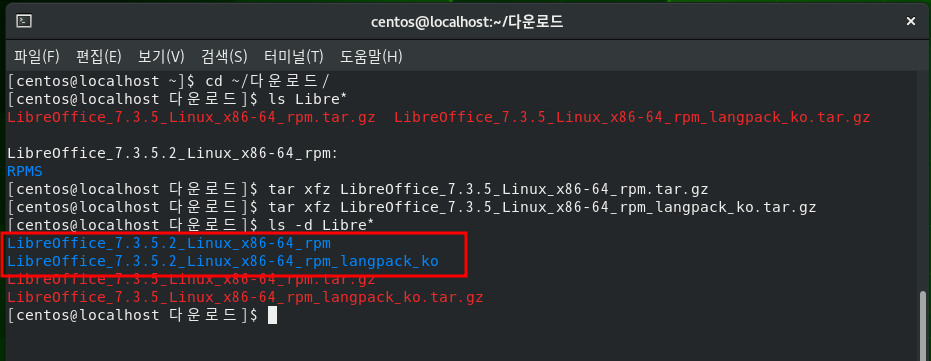 centos@localhost:~/다운로드
파일(F) 편집(E) 보기(V) 검색(S) 터미널(T) 도움말(H)
[centos@localhost ~]$ cd ~/다운로드/
[centos@localhost 다운로드]$ ls Libre*
LibreOffice_7.3.5_Linux_x86-64_rpm.tar.gz  LibreOffice_7.3.5_Linux_x86-64_rpm_langpack_ko.tar.gz
LibreOffice_7.3.5.2_Linux_x86-64_rpm:
RPMS
[centos@localhost 다운로드]$ tar xfz LibreOffice_7.3.5_Linux_x86-64_rpm.tar.gz
[centos@localhost 다운로드]$ tar xfz LibreOffice_7.3.5_Linux_x86-64_rpm_langpack_ko.tar.gz
[centos@localhost 다운로드]$ ls -d Libre*
LibreOffice_7.3.5.2_Linux_x86-64_rpm
LibreOffice_7.3.5.2_Linux_x86-64_rpm_langpack_ko
LibreOffice_7.3.5_Linux_x86-64_rpm.tar.gz
LibreOffice_7.3.5_Linux_x86-64_rpm_langpack_ko.tar.gz
[centos@localhost 다운로드]$